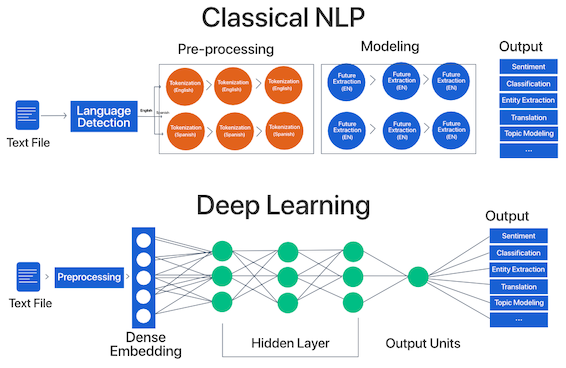 Classical NLP
Pre-processing
Modeling
Output
Text File
Language
Detection
English
Spanish
Tokenization
(English)
Tokenization
(English)
Tokenization
(English)
Tokenization
(Spanish)
Tokenization
(Spanish)
Tokenization
(Spanish)
Future
Extraction
(EN)
Future
Extraction
(EN)
Future
Extraction
(EN)
Future
Extraction
(EN)
Future
Extraction
(EN)
Future
Extraction
(EN)
Sentiment
Classification
Entity Extraction
Translation
Topic Modeling
...
Deep Learning
Output
Text File
Preprocessing
Dense
Embedding
Hidden Layer
Output Units
Sentiment
Classification
Entity Extraction
Translation
Topic Modeling
...